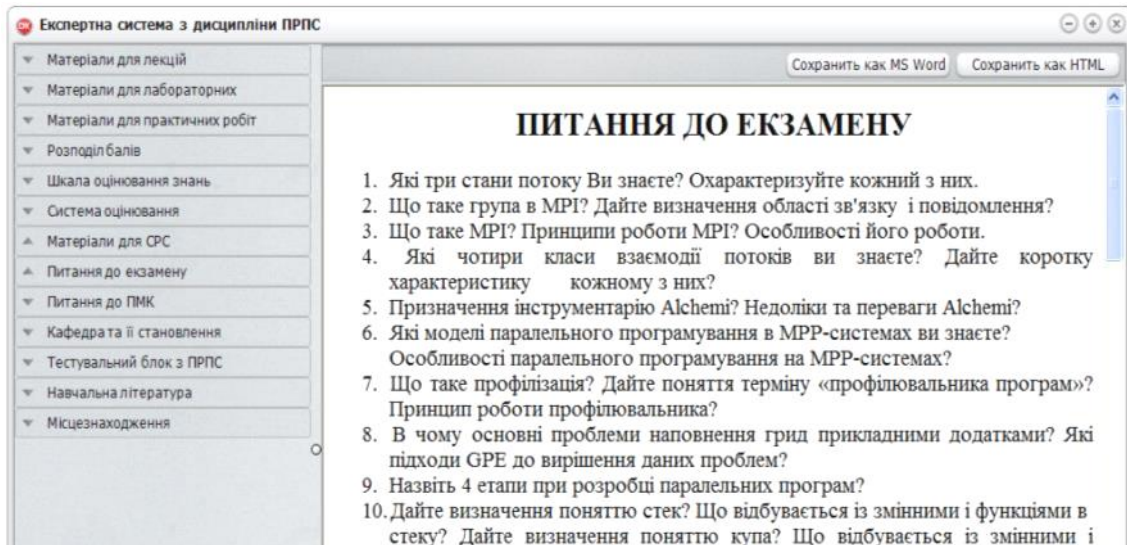 Експертна система з дисципліни ПРПС
Матеріали для лекцій
Матеріали для лабораторних
Матеріали для практичних робіт
Розподіл балів
Шкала оцінювання знань
Система оцінювання
Матеріали для СРС
Питання до екзамену
Питання до ПМК
Кафедра та її становлення
Тестувальний блок з ПРПС
Навчальна література
Місцезнаходження
Сохранить как MS Word
Сохранить как HTML
ПИТАННЯ ДО ЕКЗАМЕНУ
1. Які три стани потоку Ви знаєте? Охарактеризуйте кожний з них.
2. Що таке група в MPI? Дайте визначення області зв'язку і повідомлення?
3. Що таке MPI? Принципи роботи MPI? Особливості його роботи.
4. Які чотири класи взаємодії потоків ви знаєте? Дайте коротку
характеристику кожному з них?
5. Призначення інструментарію Alchemi? Недоліки та переваги Alchemi?
6. Які моделі паралельного програмування в MPP-системах ви знаєте?
Особливості паралельного програмування на MPP-системах?
7. Що таке профілізація? Дайте поняття терміну «профілювальника програм»?
Принцип роботи профілювальника?
8. В чому основні проблеми наповнення грид прикладними додатками? Які
підходи GPE до вирішення даних проблем?
9. Назвіть 4 етапи при розробці паралельних програм?
10. Дайте визначення поняттю стек? Що відбувається із змінними і функціями в
стеку? Дайте визначення поняттю купа? Що відбувається із змінними і